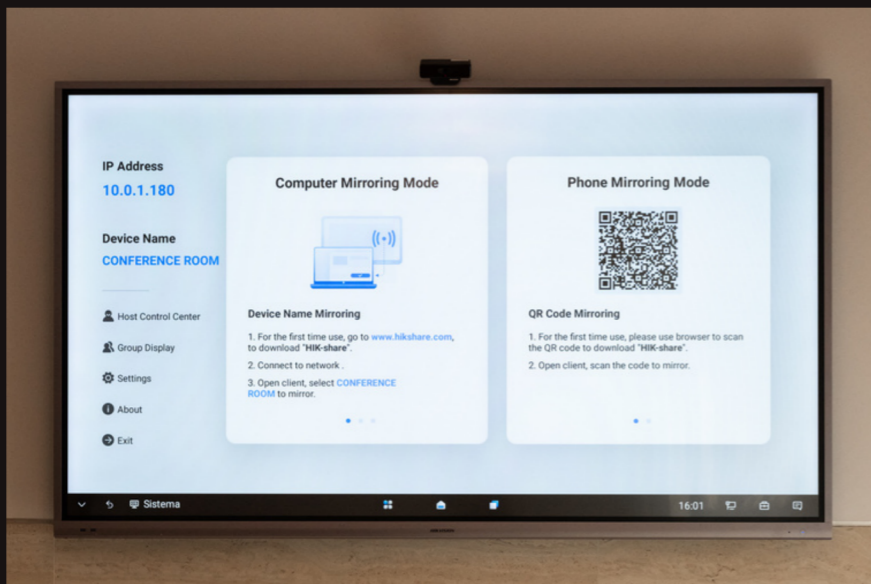 IP Address
10.0.1.180
Device Name
CONFERENCE ROOM
Host Control Center
Group Display
Settings
About
Exit
Computer Mirroring Mode
Device Name Mirroring
1. For the first time use, go to www.hikshare.com,
to download "HIK-share".
2. Connect to network .
3. Open client, select CONFERENCE
ROOM to mirror.
Phone Mirroring Mode
QR Code Mirroring
1. For the first time use, please use browser to scan
the QR code to download "HIK-share".
2. Open client, scan the code to mirror.
Sistema
16:01